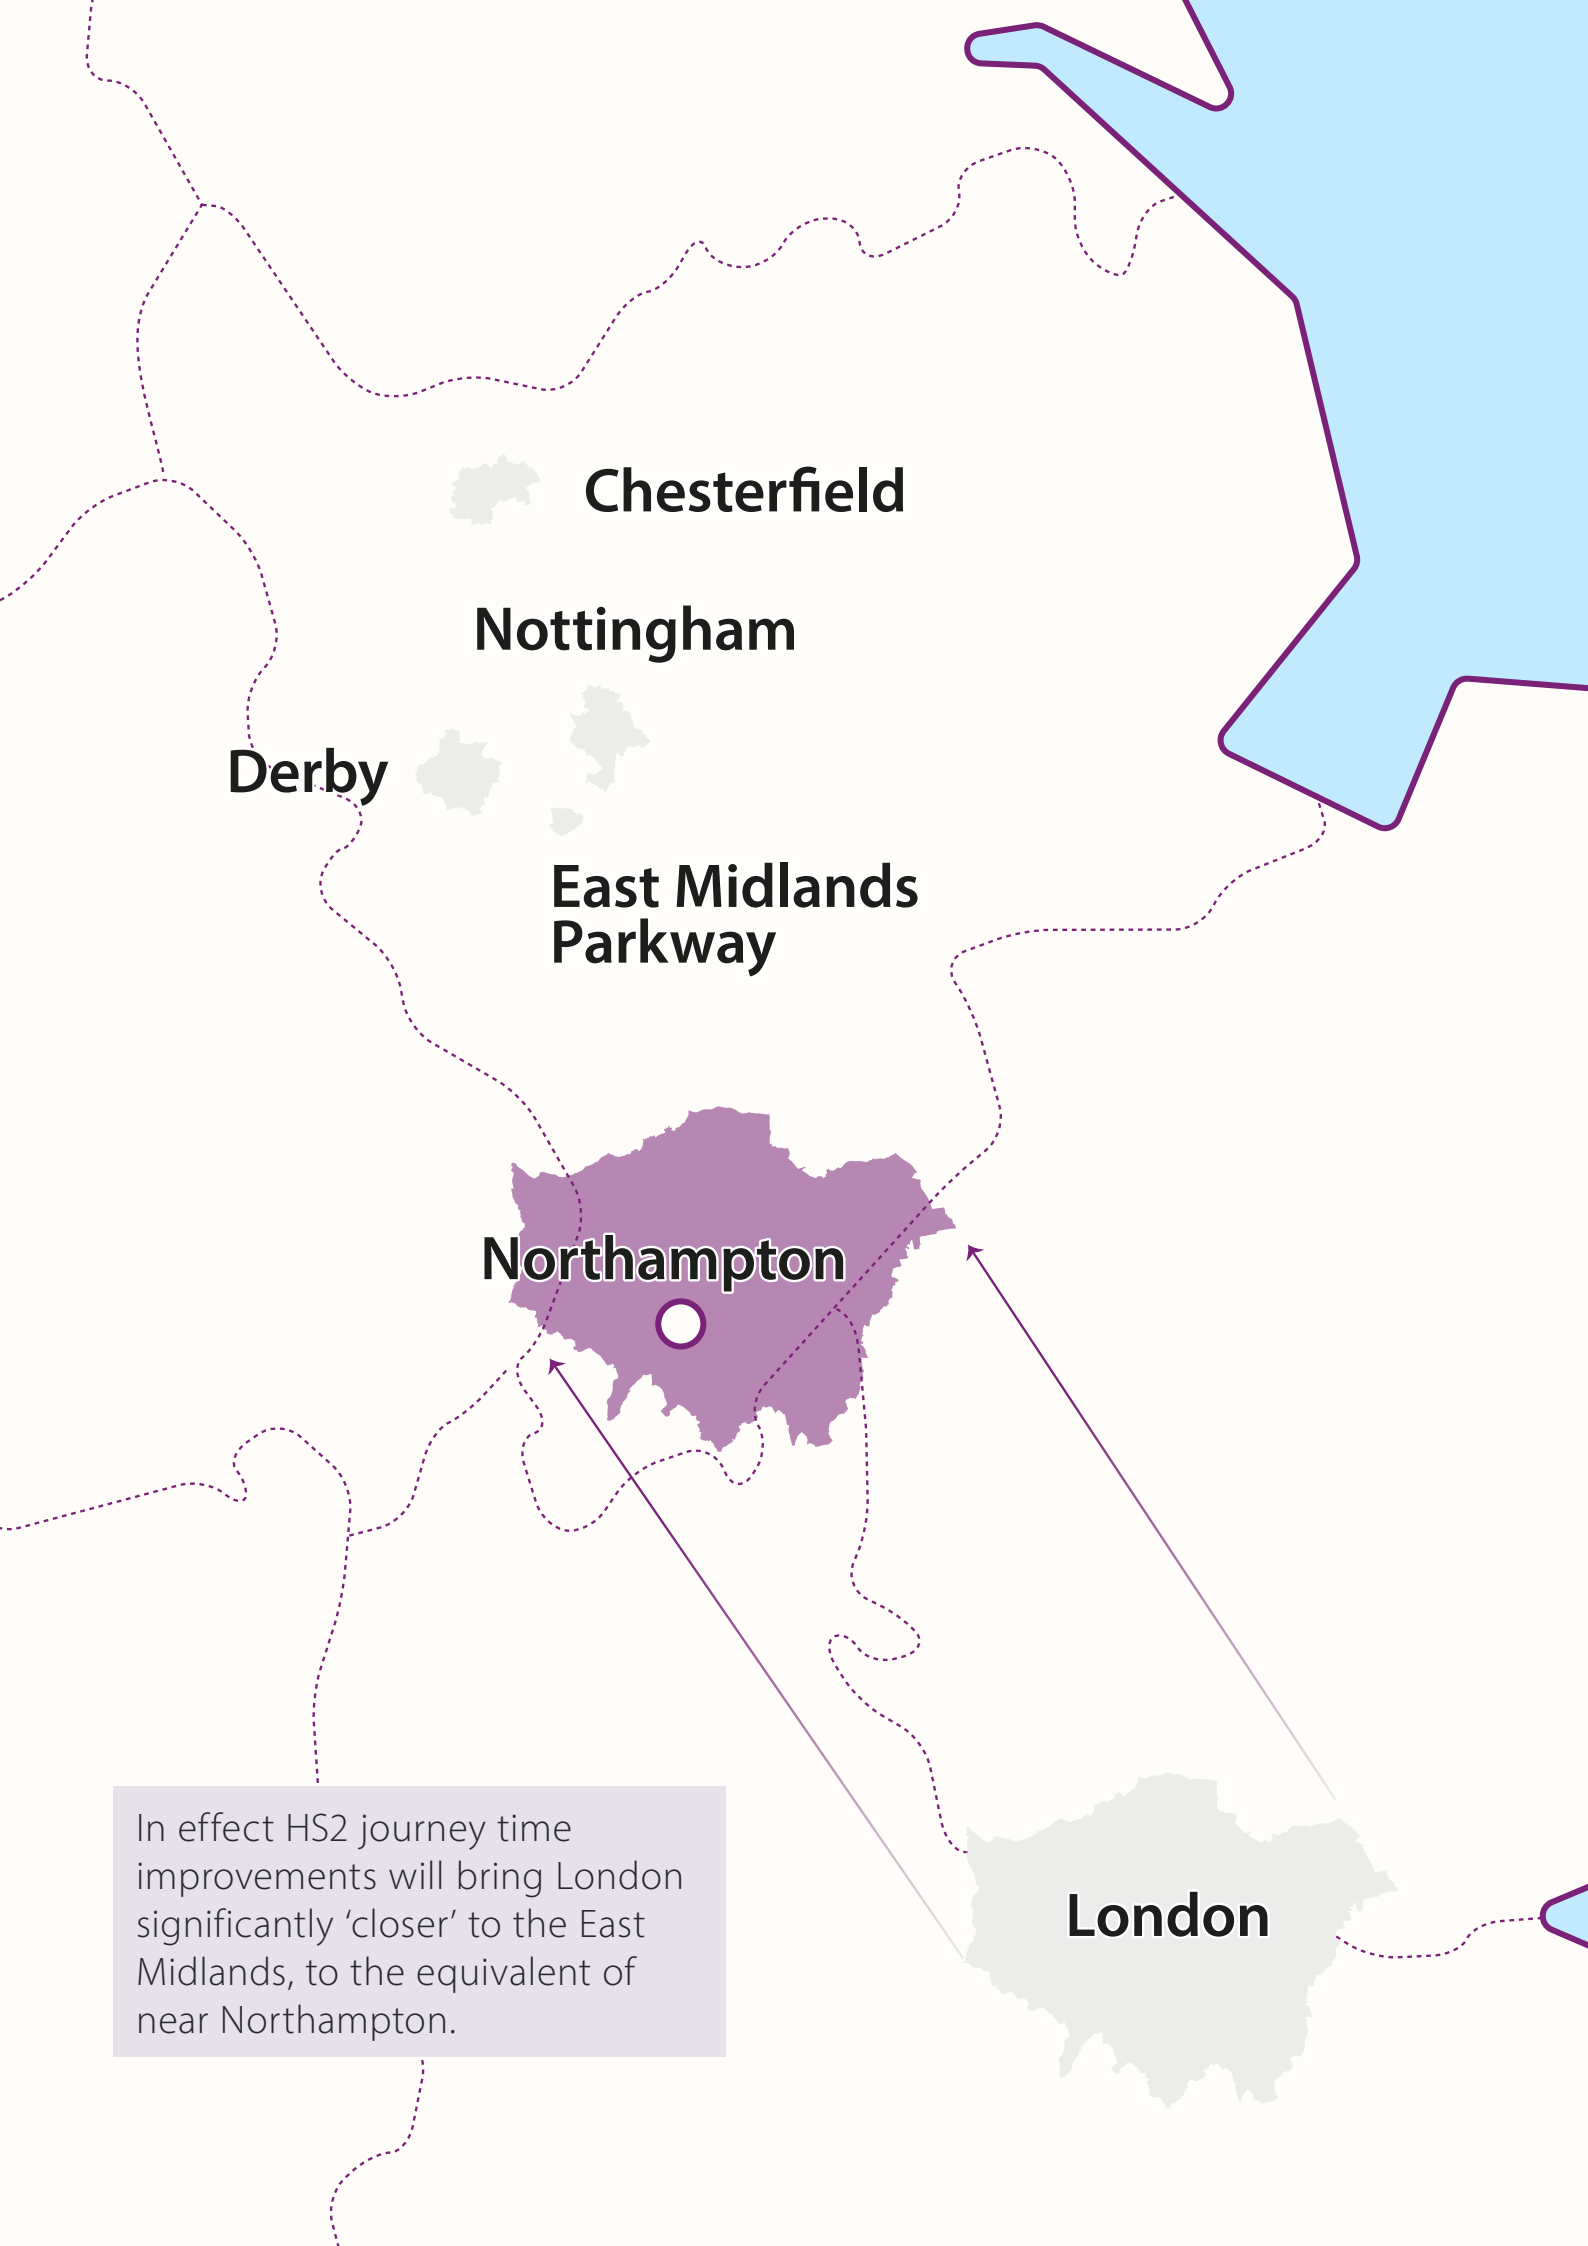 Chesterfield
Nottingham
Derby
East Midlands
Parkway
Northampton
London
In effect HS2 journey time
improvements will bring London
significantly ‘closer’ to the East
Midlands, to the equivalent of
near Northampton.